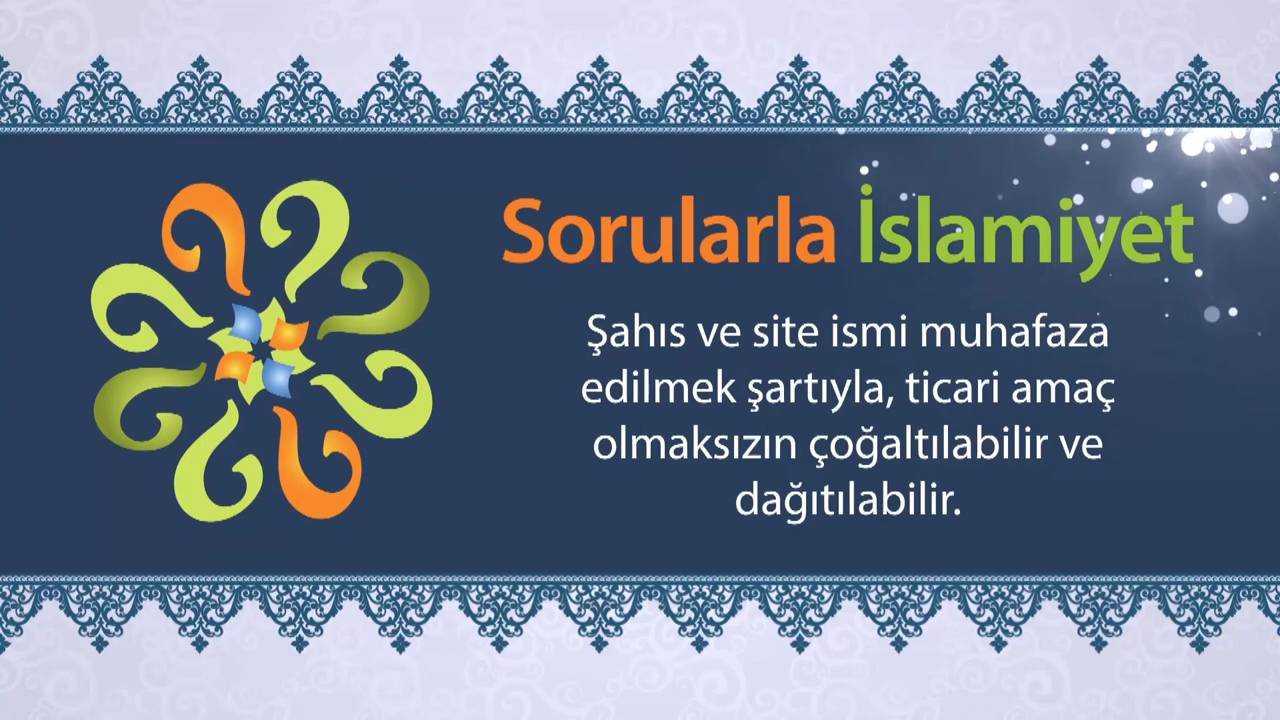 Sorularla İslamiyet
Şahıs ve site ismi muhafaza
edilmek şartıyla, ticari amaç
olmaksızın çoğaltılabilir ve
dağıtılabilir.